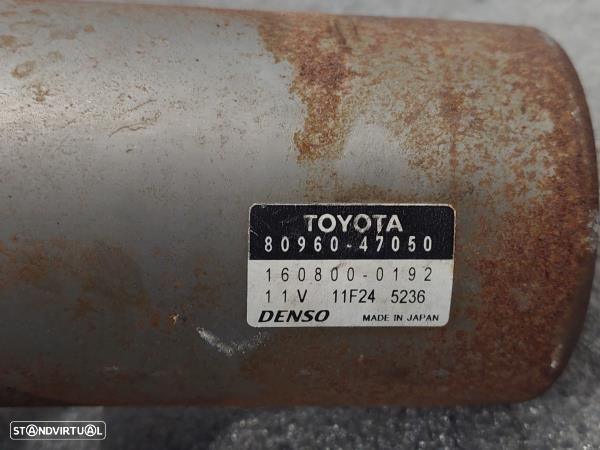 TOYOTA
80960-47050
160800-0192
11V 11F24 5236
DENSO MADE IN JAPAN
STANDVIRTUAL